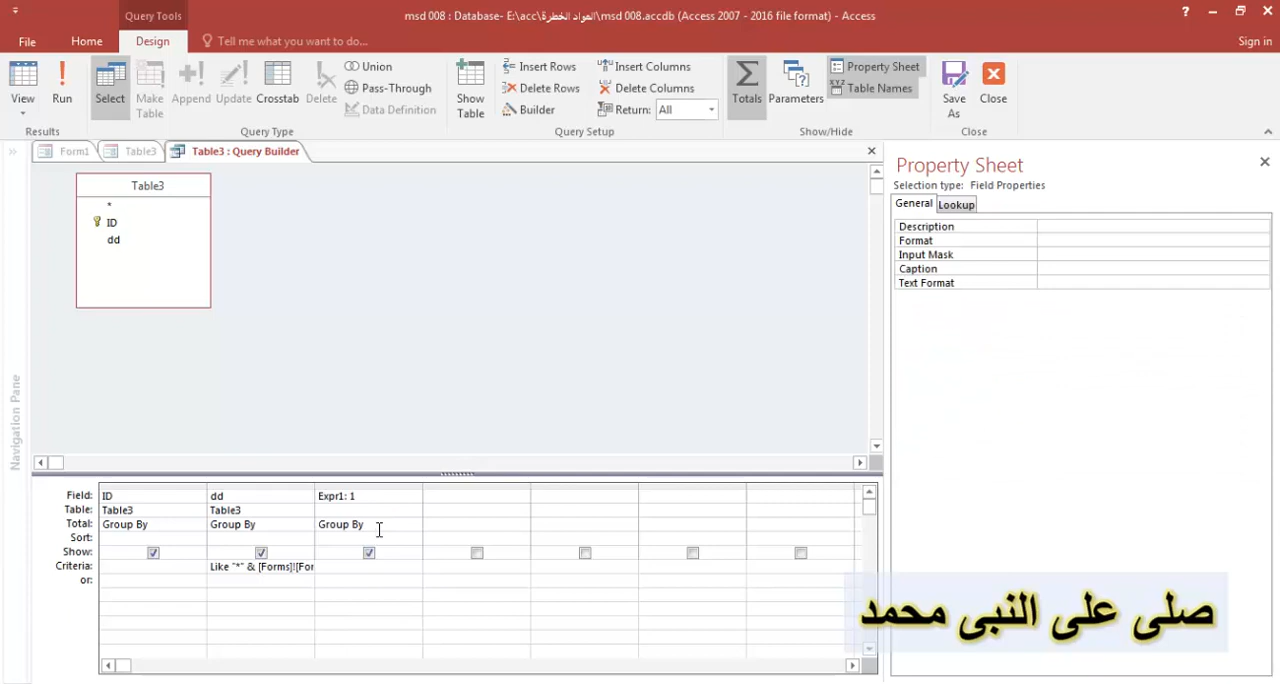 Query Tools
msd 008 : Database- E:\acc\المواد الخطرة\msd 008.accdb (Access 2007 - 2016 file format) - Access
?
File
Home
Design
Tell me what you want to do...
Sign in
View
Run
Results
Select
Make Table
Append
Update
Crosstab
Delete
Union
Pass-Through
Data Definition
Query Type
Show Table
Insert Rows
Delete Rows
Builder
Insert Columns
Delete Columns
Return: All
Query Setup
Totals
Parameters
Property Sheet
Table Names
Show/Hide
Save As
Close
Close
Form1
Table3
Table3 : Query Builder
Navigation Pane
Table3
*
ID
dd
Property Sheet
Selection type: Field Properties
General
Lookup
Description
Format
Input Mask
Caption
Text Format
Field: ID dd Expr1: 1
Table: Table3 Table3
Total: Group By Group By Group By
Sort:
Show:
Criteria: Like "*" & [Forms]![For
or:
صلى على النبى محمد